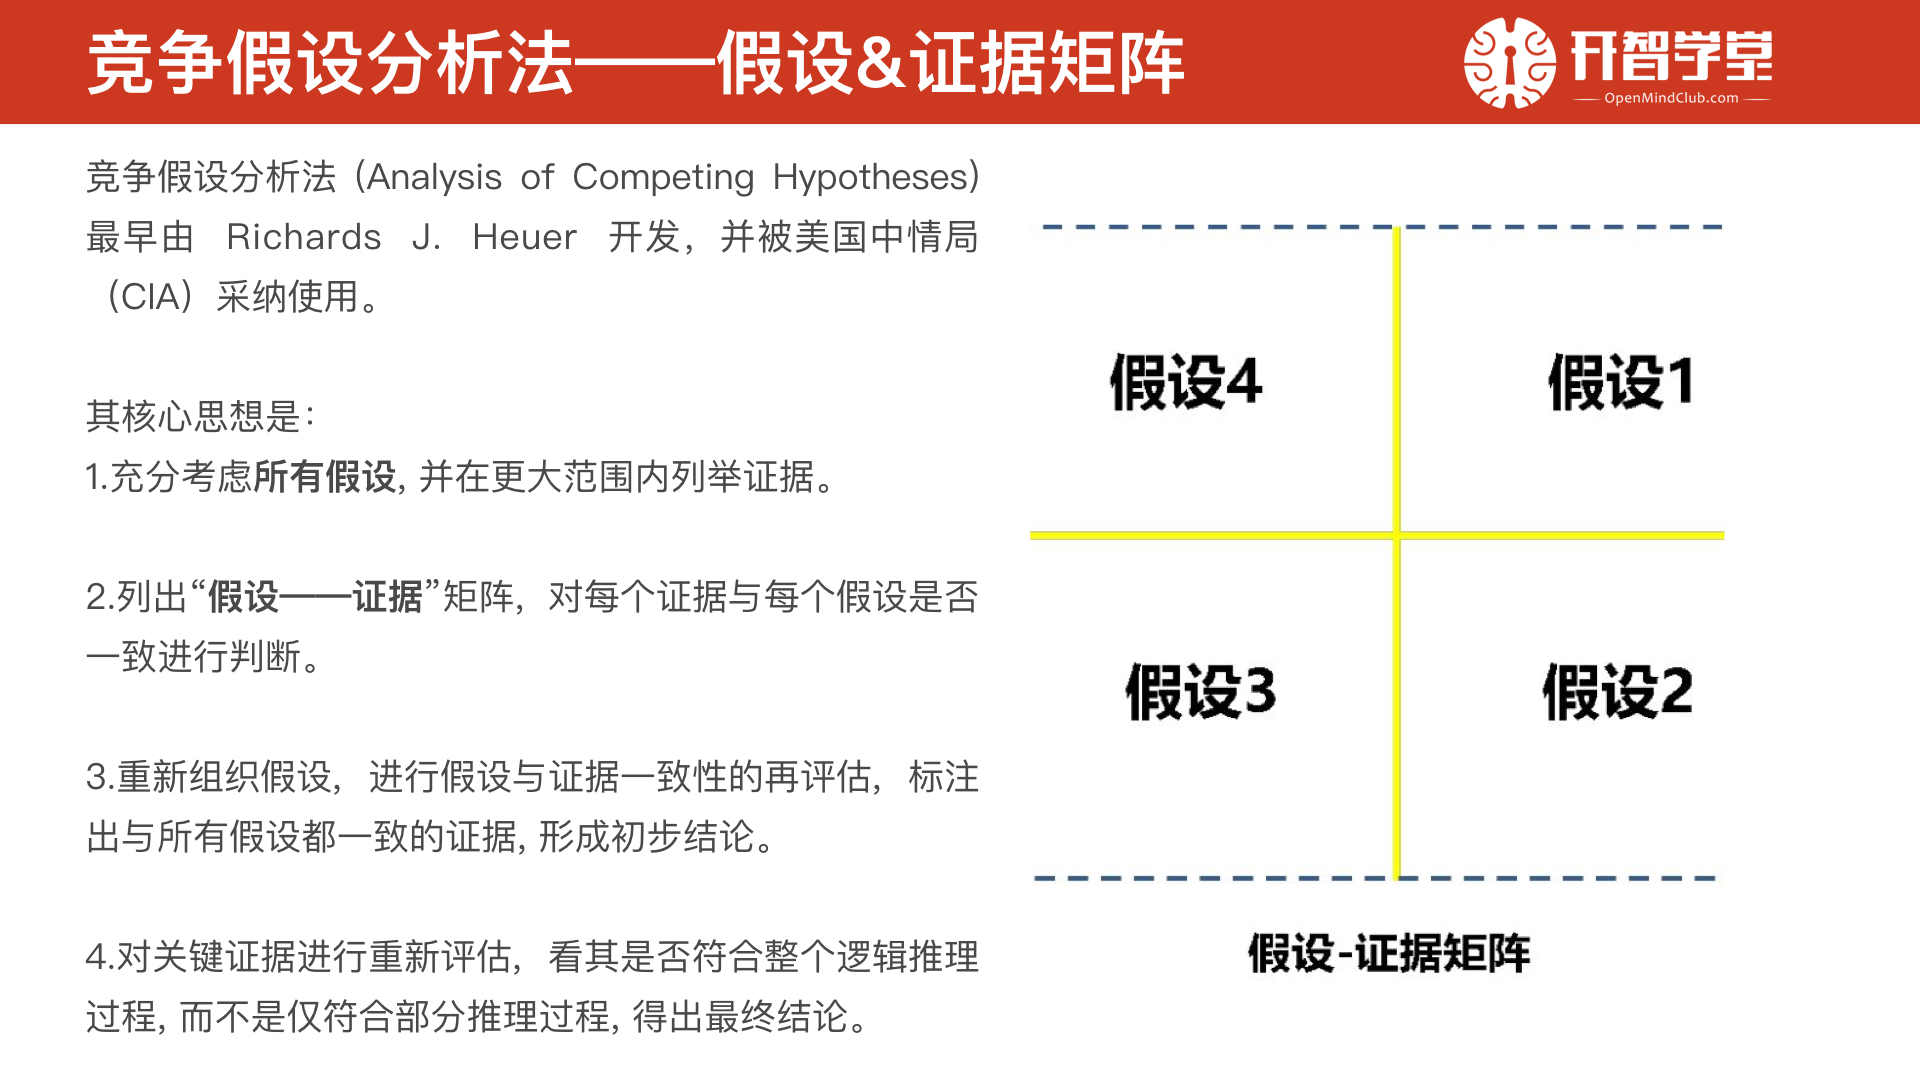 竞争假设分析法——假设&证据矩阵
开智学堂
OpenMindClub.com
竞争假设分析法 (Analysis of Competing Hypotheses)
最早由 Richards J. Heuer 开发，并被美国中情局
（CIA）采纳使用。
其核心思想是：
1.充分考虑所有假设, 并在更大范围内列举证据。
2.列出“假设——证据”矩阵，对每个证据与每个假设是否
一致进行判断。
3.重新组织假设，进行假设与证据一致性的再评估，标注
出与所有假设都一致的证据, 形成初步结论。
4.对关键证据进行重新评估，看其是否符合整个逻辑推理
过程, 而不是仅符合部分推理过程, 得出最终结论。
假设4
假设1
假设3
假设2
假设-证据矩阵